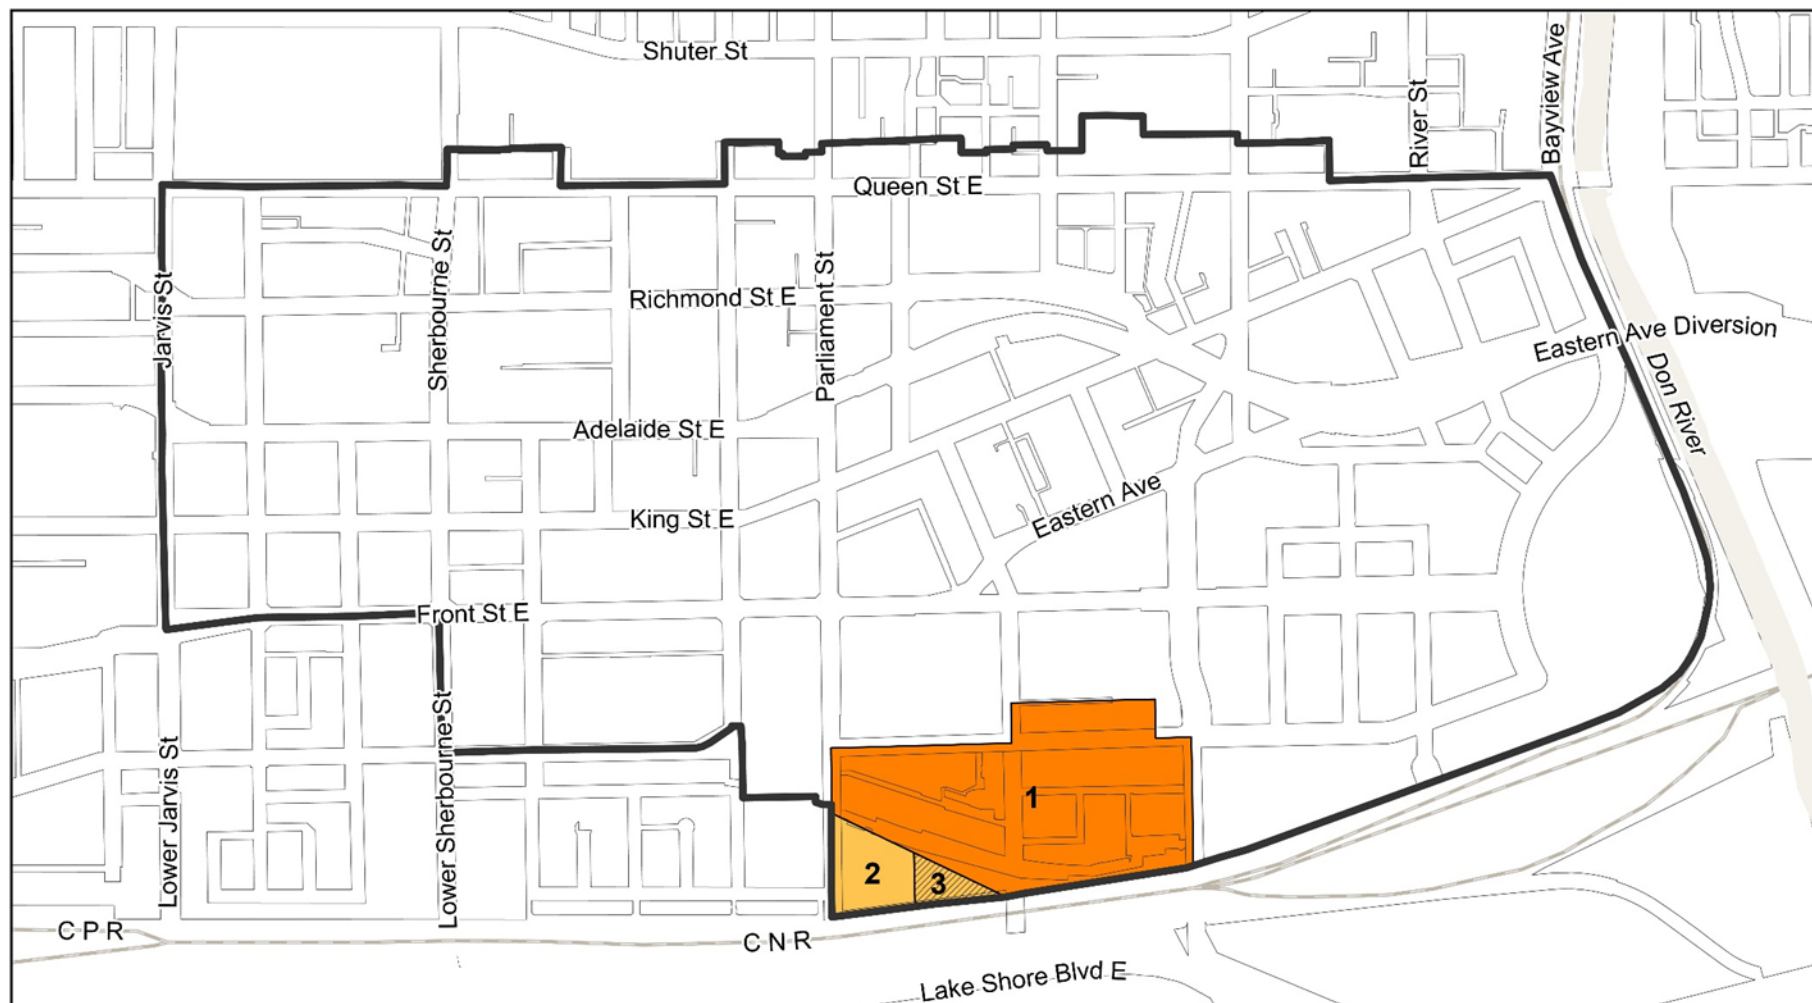 Shuter St
Bayview Ave
River St
Queen St E
Jarvis St
Sherbourne St
Richmond St E
Parliament St
Eastern Ave Diversion
Don River
Adelaide St E
King St E
Eastern Ave
Front St E
Lower Jarvis St
Lower Sherbourne St
1
2
3
C P R
C N R
Lake Shore Blvd E